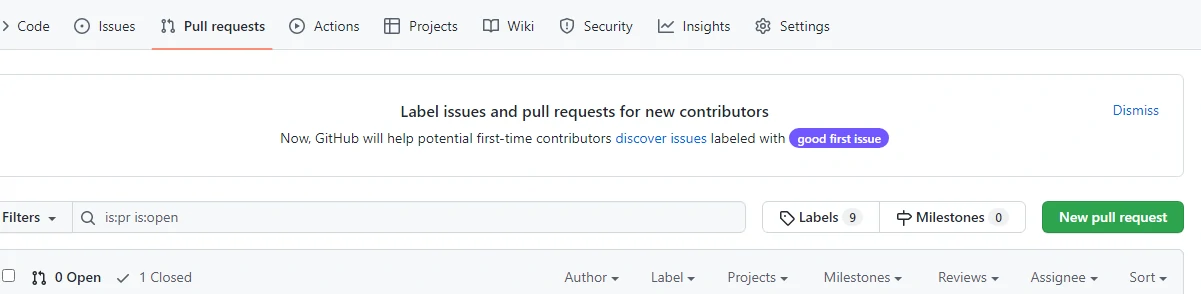 Code Issues Pull requests Actions Projects Wiki Security Insights Settings
Label issues and pull requests for new contributors
Dismiss
Now, GitHub will help potential first-time contributors discover issues labeled with good first issue
Filters is:pr is:open Labels 9 Milestones 0 New pull request
0 Open 1 Closed Author Label Projects Milestones Reviews Assignee Sort